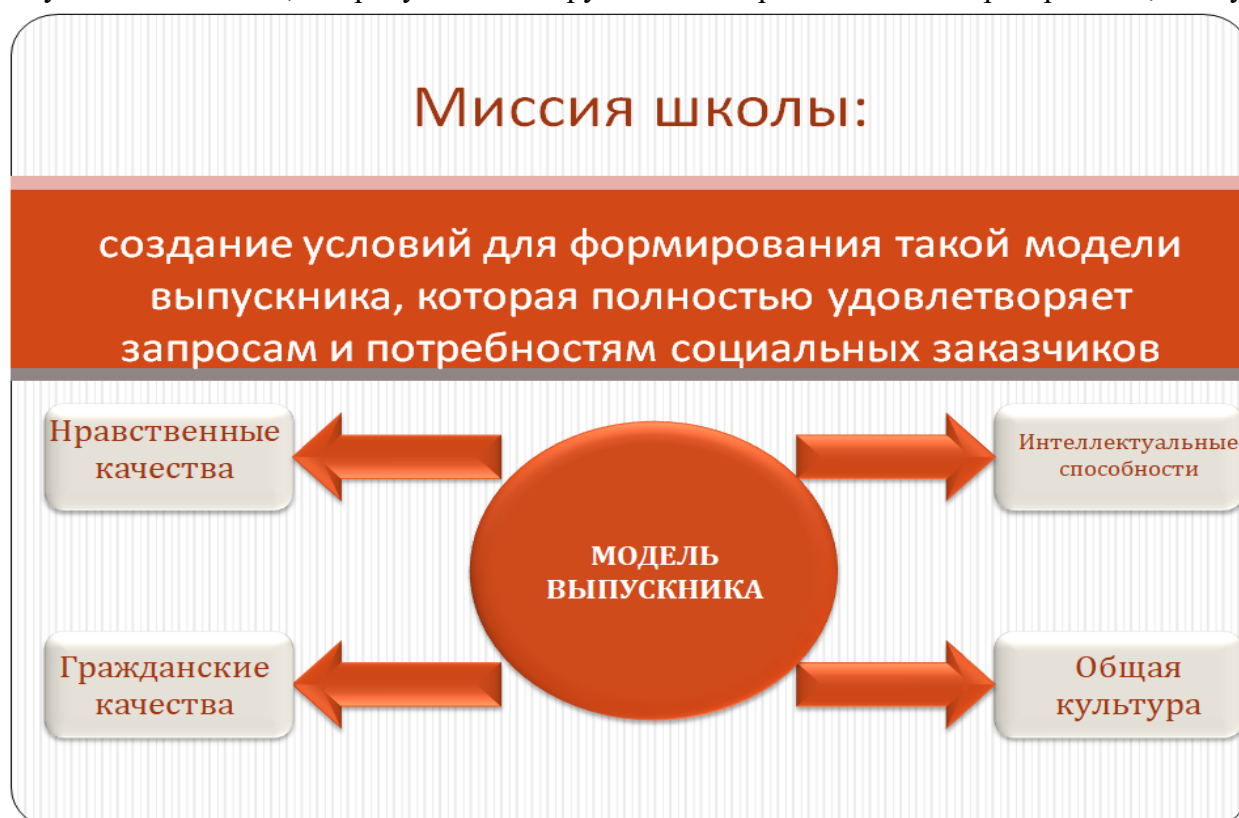 Миссия школы:
создание условий для формирования такой модели
выпускника, которая полностью удовлетворяет
запросам и потребностям социальных заказчиков
Нравственные
качества
Интеллектуальные
способности
МОДЕЛЬ
ВЫПУСКНИКА
Гражданские
качества
Общая
культура